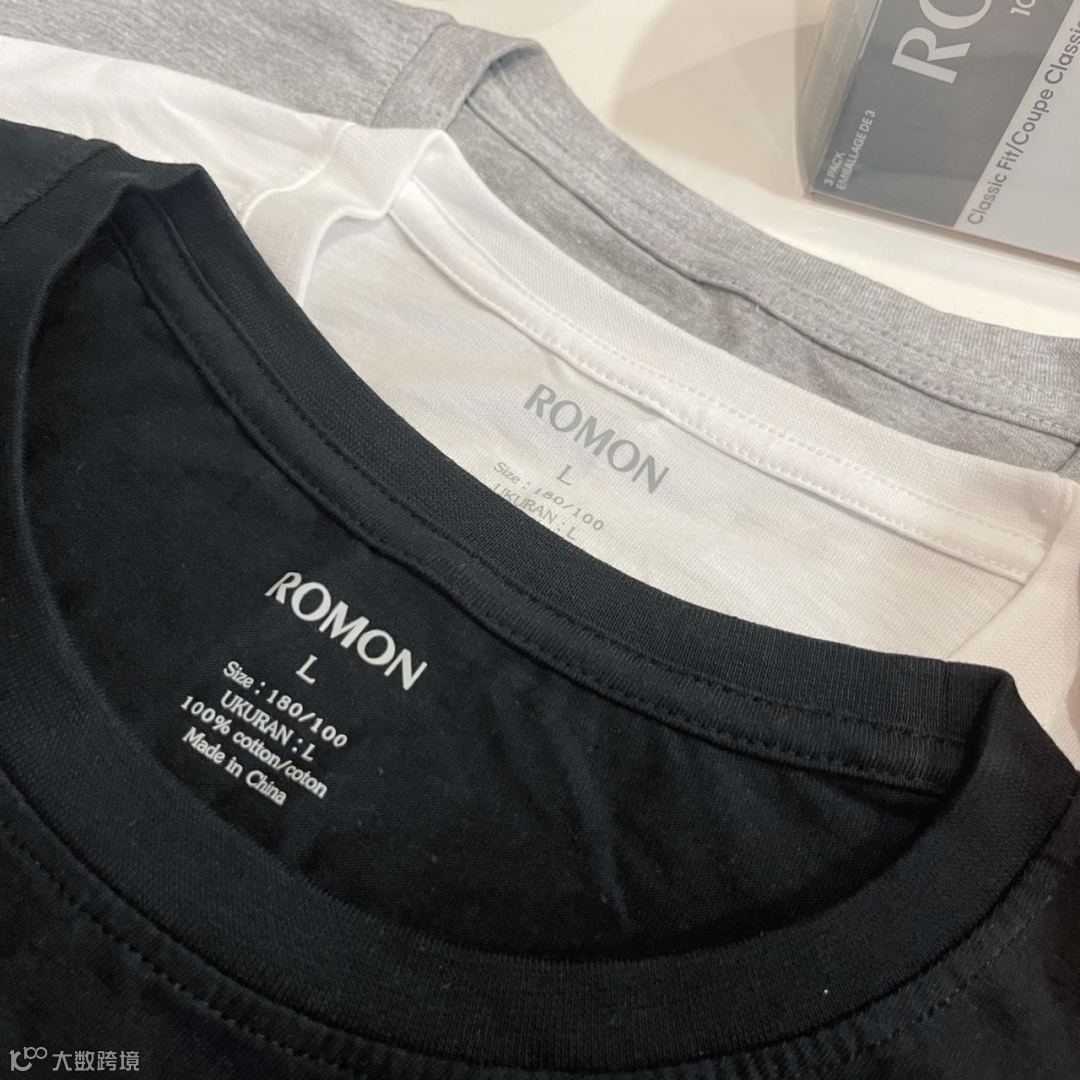 RO
10
Classic Fit/Coupe Classi
3 PACK
EMBALLAGE DE 3
ROMON
L
Size : 180/100
UKURAN : L
ROMON
L
Size : 180/100
UKURAN : L
100% cotton/coton
Made in China
大数跨境